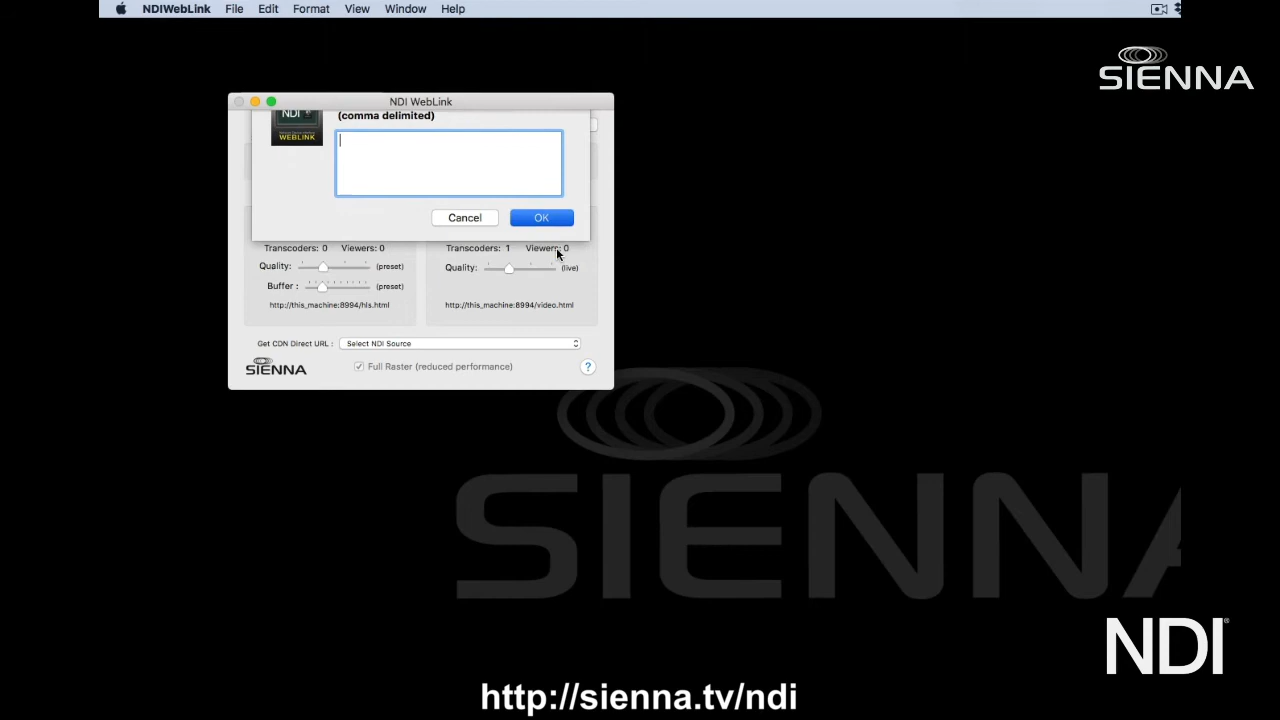 NDIWebLink File Edit Format View Window Help
SIENNA
NDI WebLink
NDI
WEBLINK
(comma delimited)
Cancel
OK
Transcoders: 0 Viewers: 0
Transcoders: 1 Viewers: 0
Quality: (preset)
Quality: (live)
Buffer : (preset)
http://this_machine:8994/hls.html
http://this_machine:8994/video.html
Get CDN Direct URL : Select NDI Source
SIENNA
Full Raster (reduced performance)
?
SIENNA
NDI®
http://sienna.tv/ndi